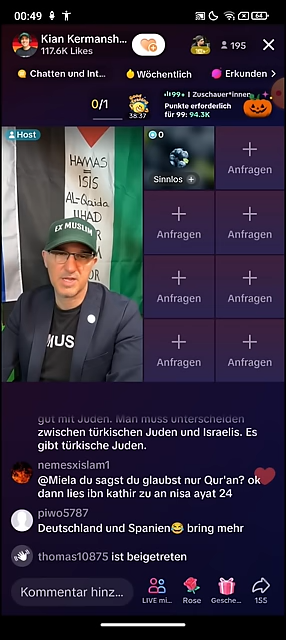 00:49
64
Kian Kermansh...
117.6K Likes
195
Chatten und Int...
Wöchentlich
Erkunden
0/1
38:37
99+ | Zuschauer*innen
Punkte erforderlich
für 99: 94.3K
Host
0
Sinnlos +
Anfragen
Anfragen
Anfragen
Anfragen
Anfragen
Anfragen
Anfragen
HAMAS
=
ISIS
AL-Qaida
JIHAD
EX MUSLIM
MUS
gut mit Juden. Man muss unterscheiden
zwischen türkischen Juden und Israelis. Es
gibt türkische Juden.
nemesxislam1
@Miela du sagst du glaubst nur Qur'an? ok
dann lies ibn kathir zu an nisa ayat 24
piwo5787
Deutschland und Spanien😂 bring mehr
thomas10875 ist beigetreten
Kommentar hinz...
LIVE mi...
Rose
Gesche...
155